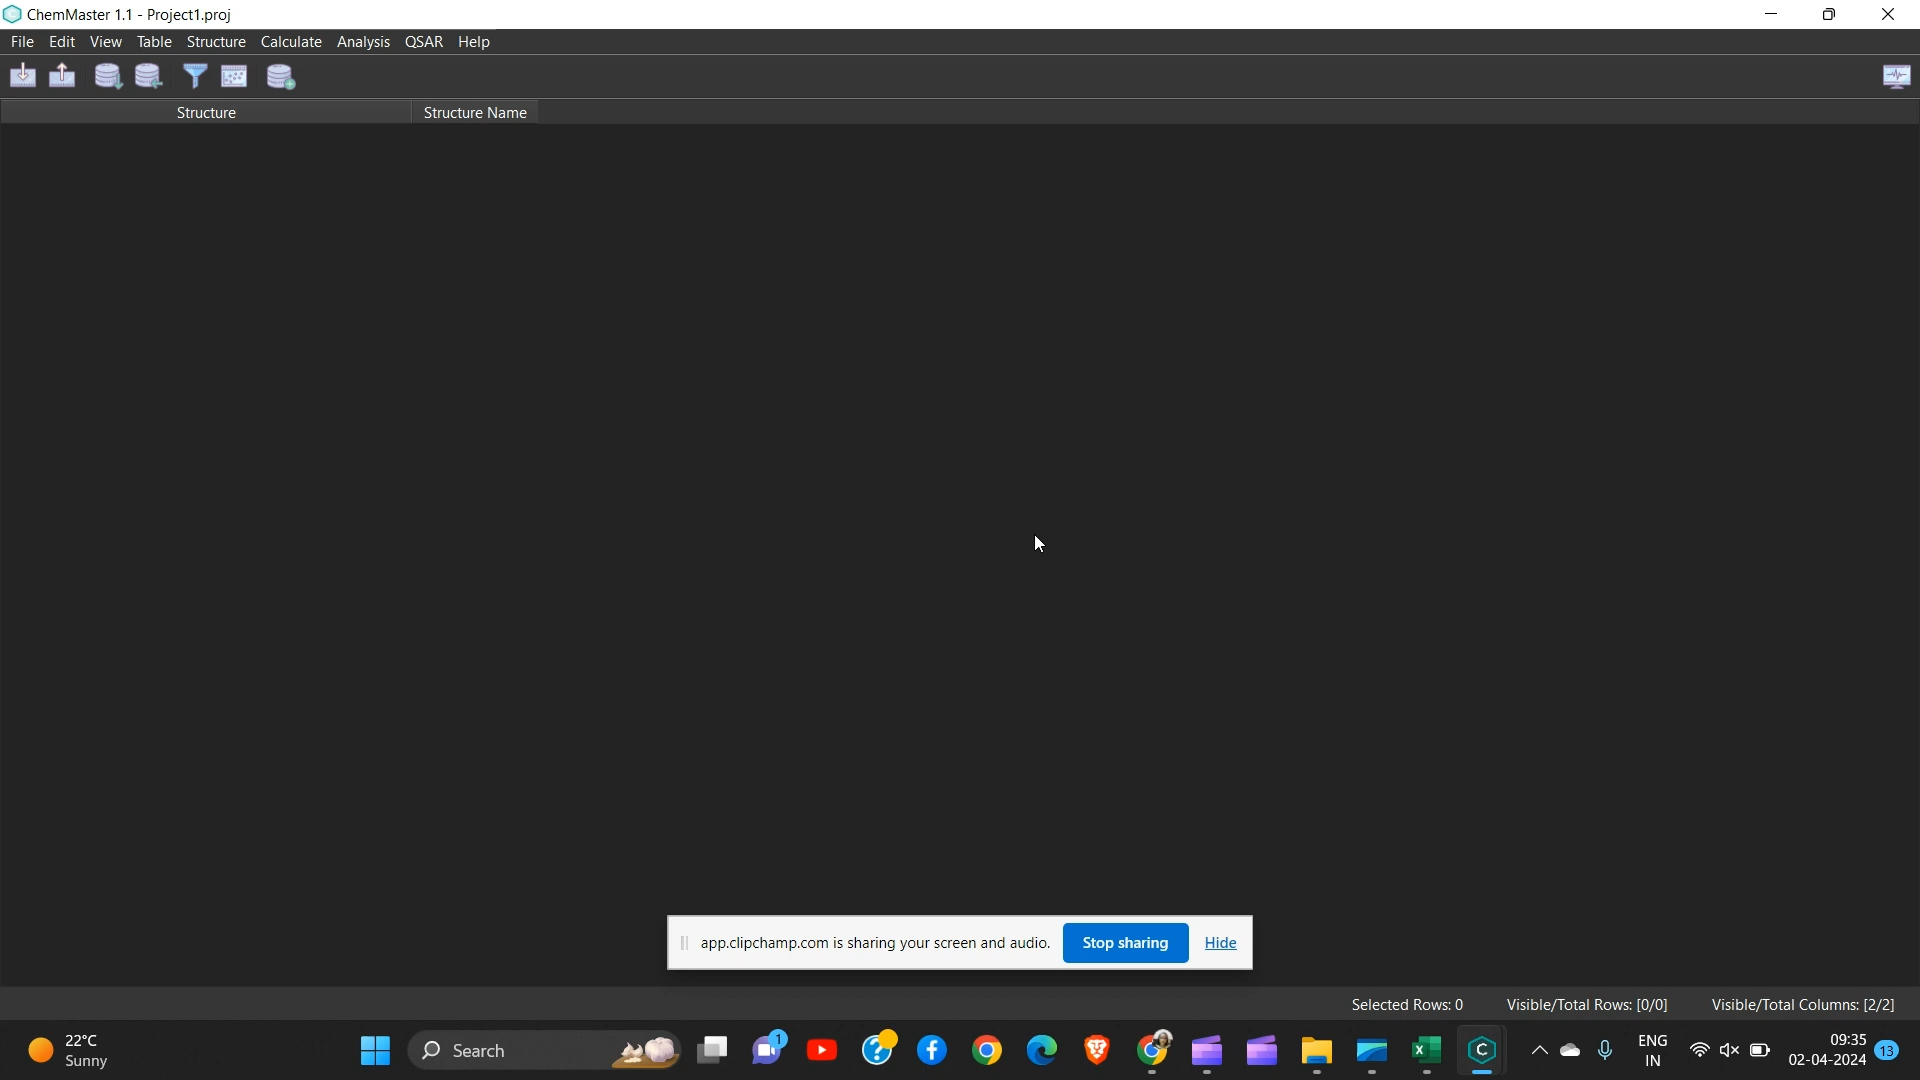 ChemMaster 1.1 - Project1.proj
File Edit View Table Structure Calculate Analysis QSAR Help
Structure Structure Name
app.clipchamp.com is sharing your screen and audio. Stop sharing Hide
Selected Rows: 0 Visible/Total Rows: [0/0] Visible/Total Columns: [2/2]
22°C
Sunny
Search
1
ENG
IN
09:35
02-04-2024
13